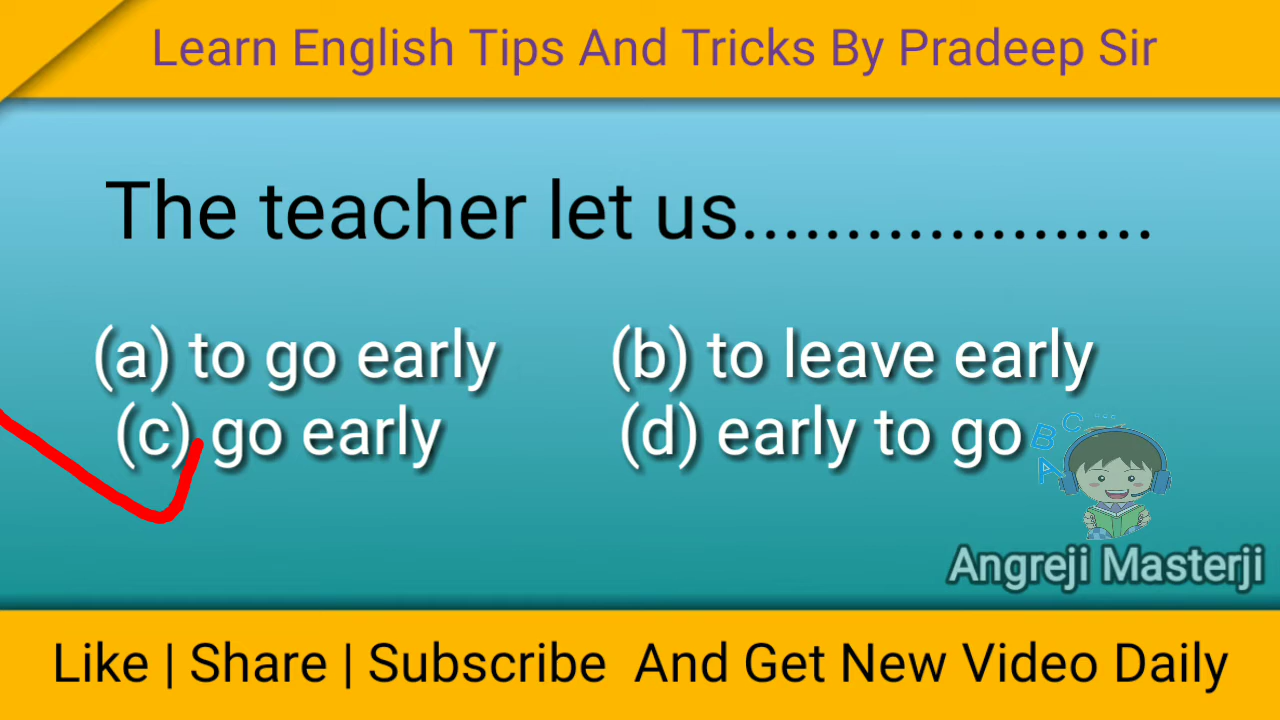 Learn English Tips And Tricks By Pradeep Sir
The teacher let us....................
(a) to go early (b) to leave early
(c) go early (d) early to go
A B C ...
Angreji Masterji
Like | Share | Subscribe And Get New Video Daily